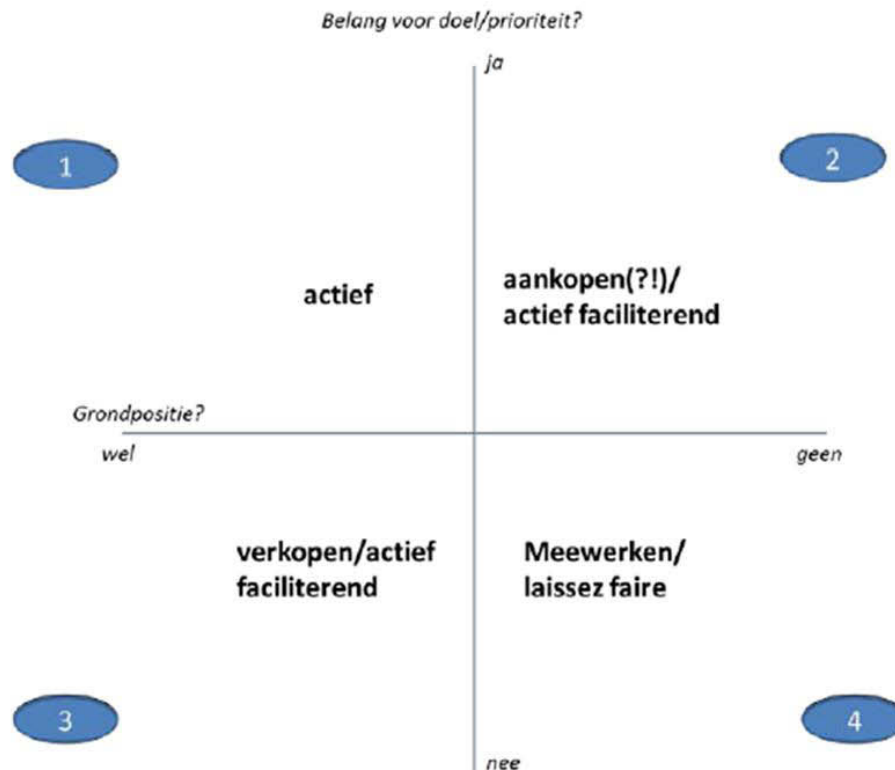 Belang voor doel/prioriteit?
ja
1
2
actief
aankopen(?!)/
actief faciliterend
Grondpositie?
wel
geen
verkopen/actief
faciliterend
Meewerken/
laissez faire
3
4
nee